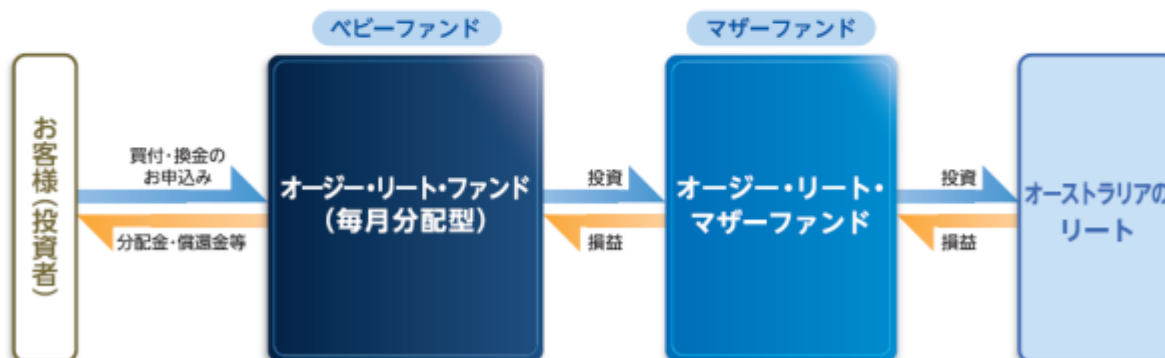 ベビーファンド
マザーファンド
お客様(投資者)
買付・換金の
お申込み
分配金・償還金等
オージー・リート・ファンド
(毎月分配型)
投資
損益
オージー・リート・
マザーファンド
投資
損益
オーストラリアの
リート